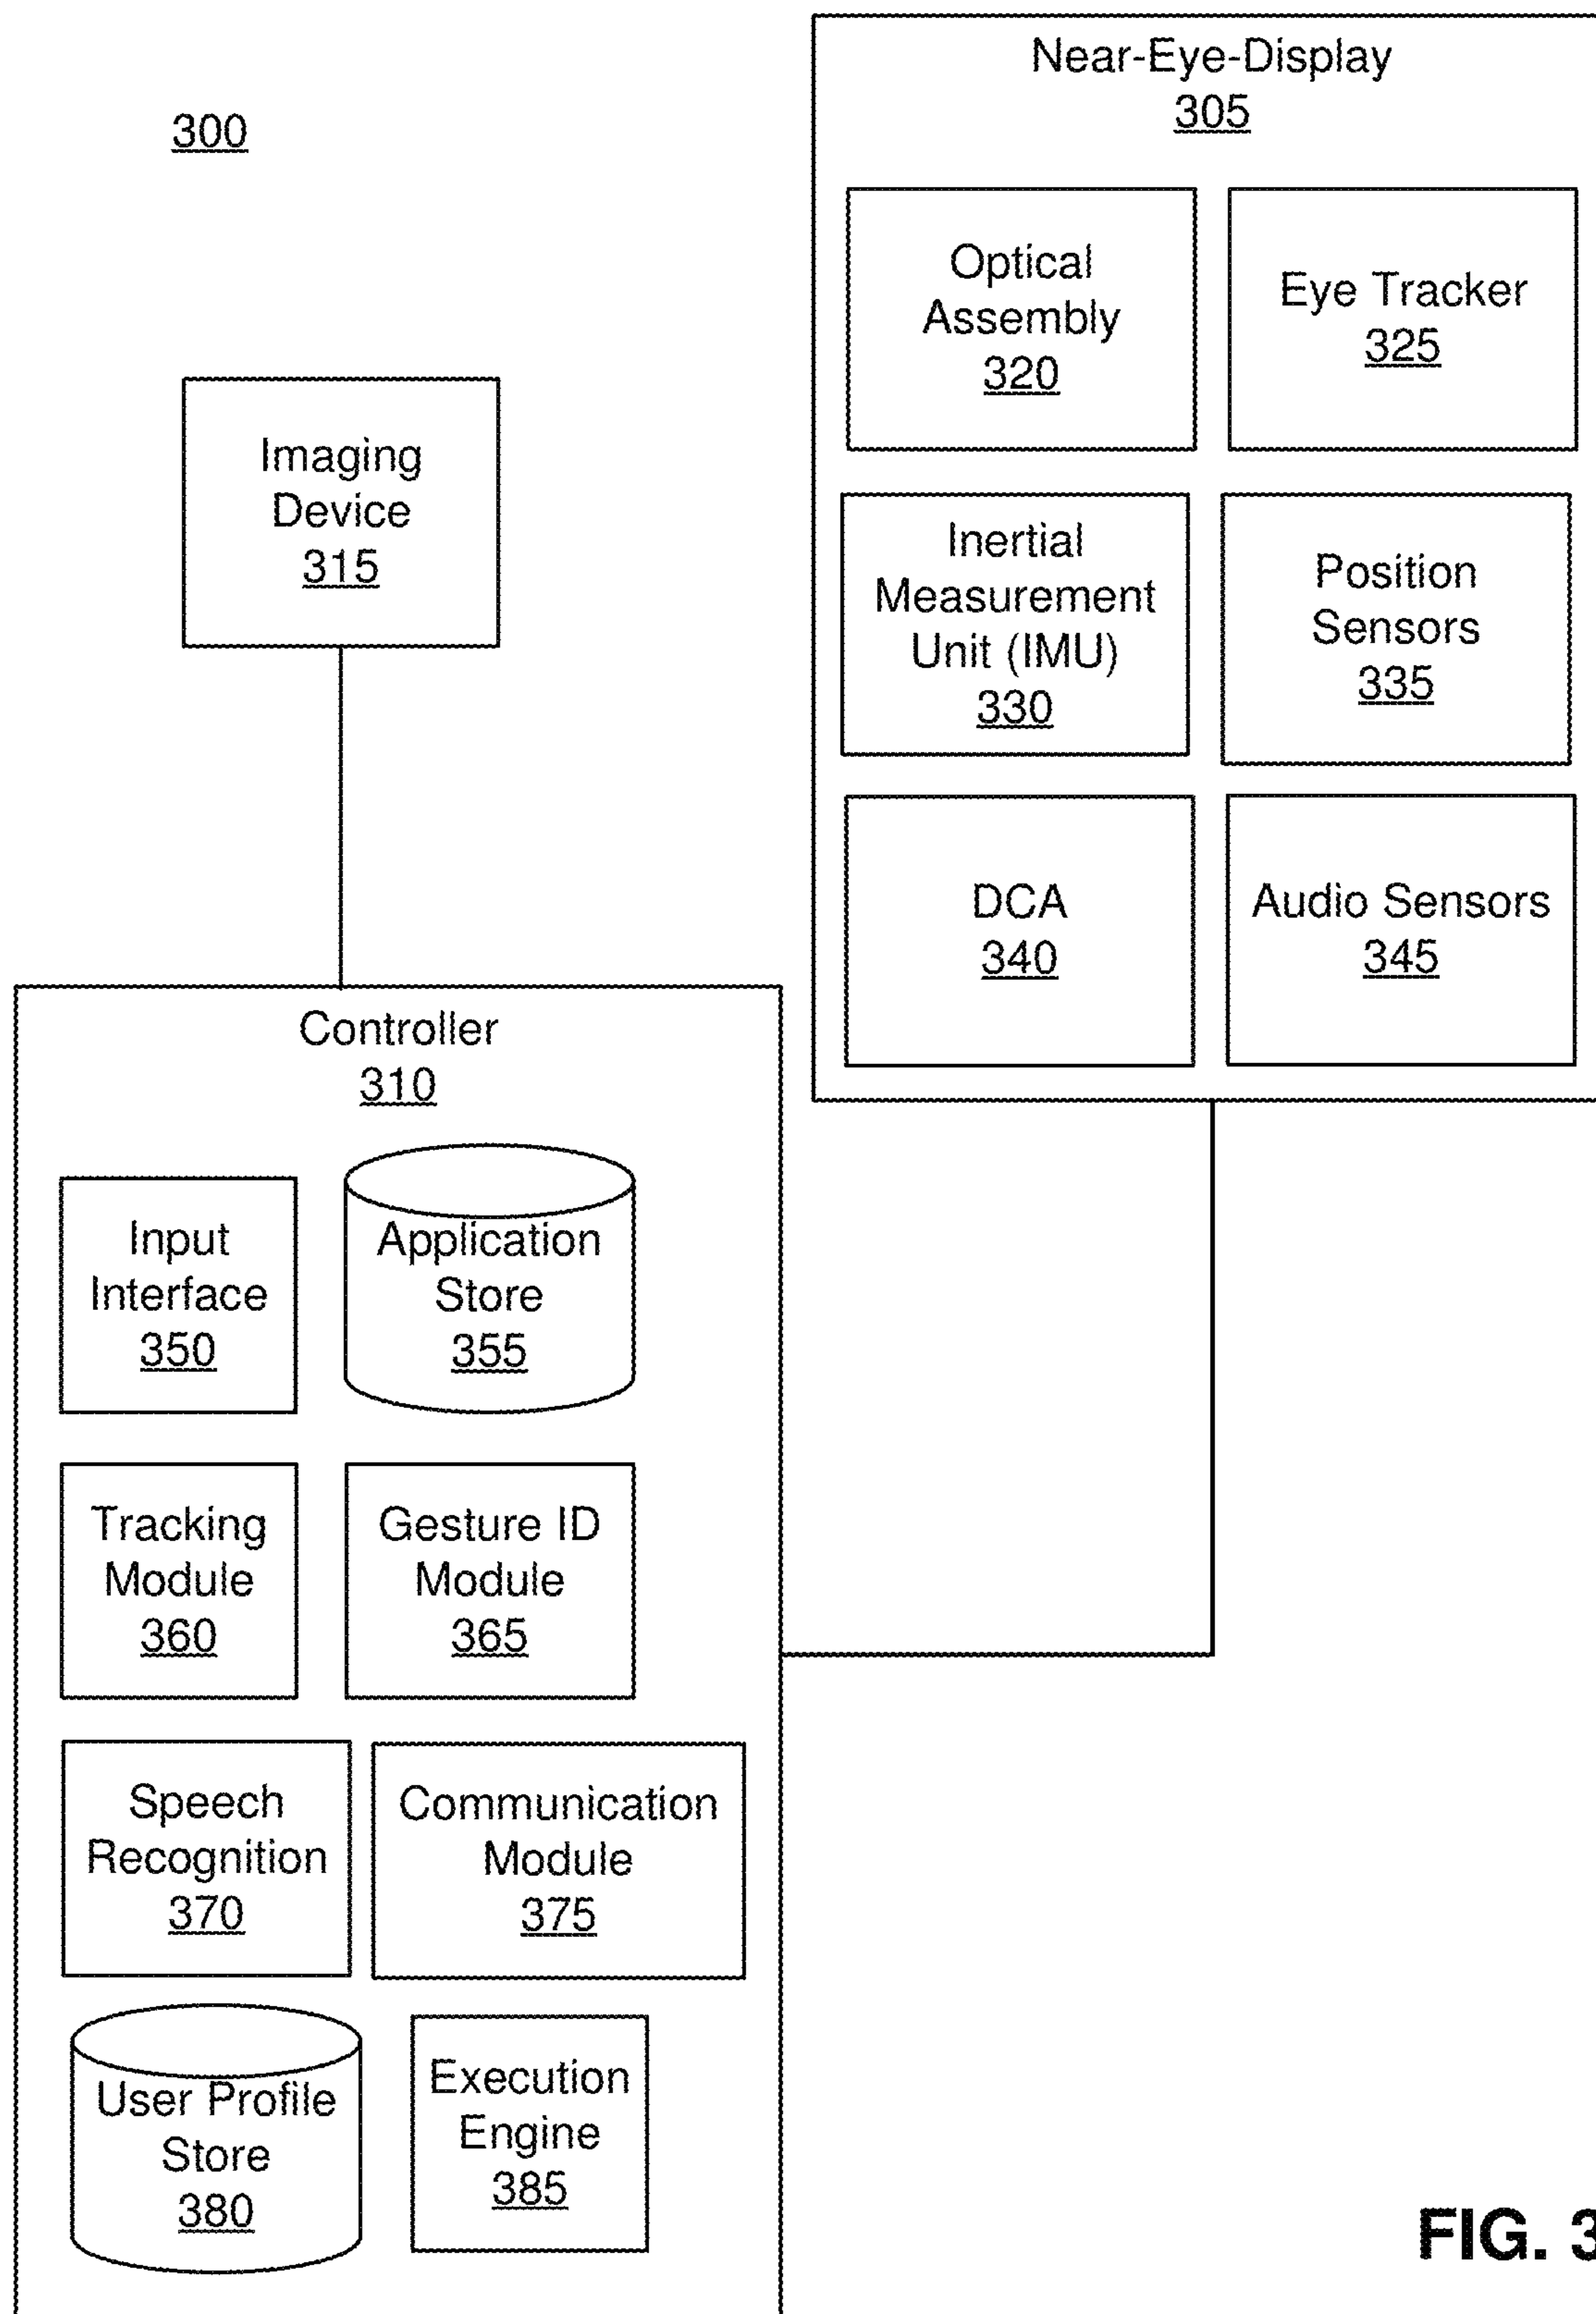 300
Near-Eye-Display
305
Optical
Assembly
320
Eye Tracker
325
Imaging
Device
315
Inertial
Measurement
Unit (IMU)
330
Position
Sensors
335
DCA
340
Audio Sensors
345
Controller
310
Input
Interface
350
Application
Store
355
Tracking
Module
360
Gesture ID
Module
365
Speech
Recognition
370
Communication
Module
375
User Profile
Store
380
Execution
Engine
385
FIG. 3